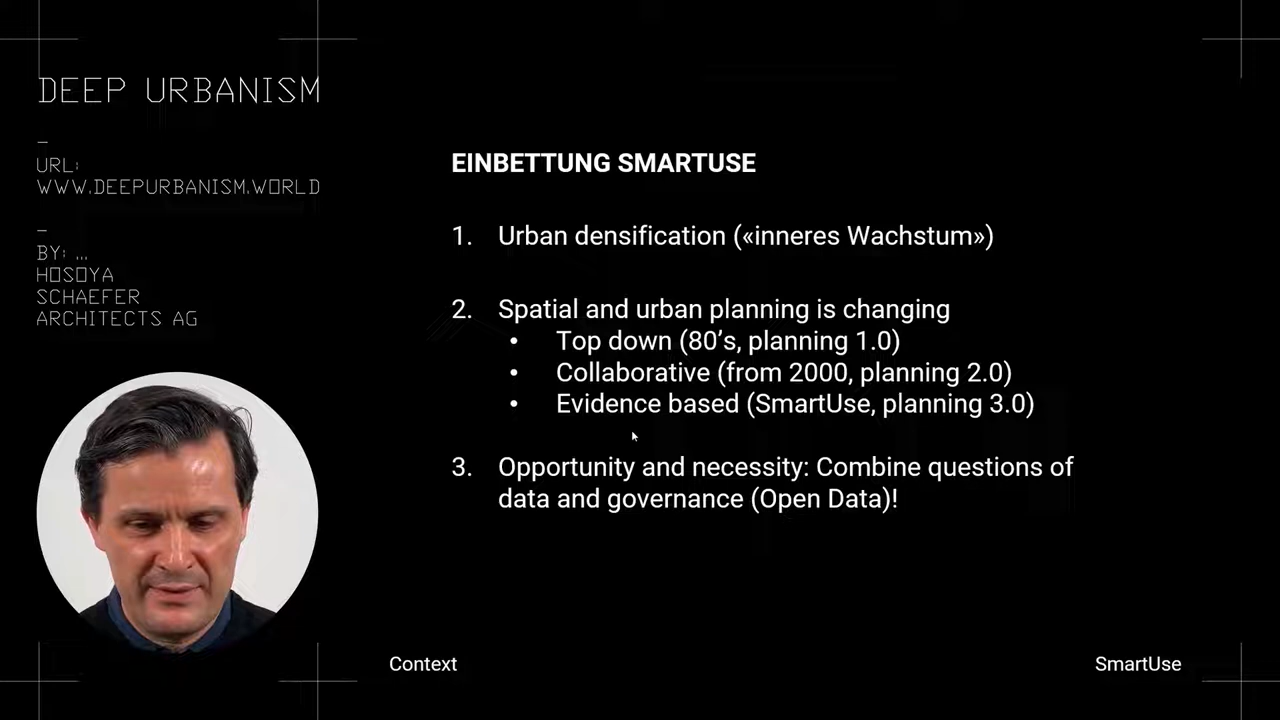 DEEP URBANISM
–
URL:
WWW.DEEPURBANISM.WORLD
–
BY: ...
HOSOYA
SCHAEFER
ARCHITECTS AG
EINBETTUNG SMARTUSE
1. Urban densification («inneres Wachstum»)
2. Spatial and urban planning is changing
• Top down (80’s, planning 1.0)
• Collaborative (from 2000, planning 2.0)
• Evidence based (SmartUse, planning 3.0)
3. Opportunity and necessity: Combine questions of
data and governance (Open Data)!
Context
SmartUse